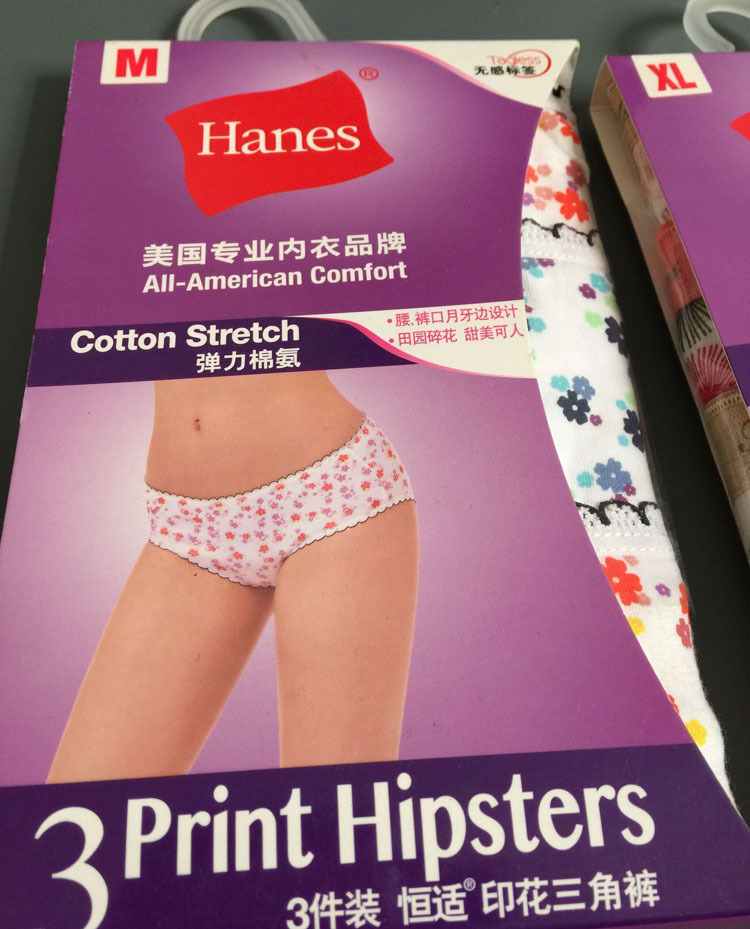 M
Tagless
无感标签
XL
Hanes®
美国专业内衣品牌
All-American Comfort
Cotton Stretch
弹力棉氨
·腰.裤口月牙边设计
·田园碎花 甜美可人
3 Print Hipsters
3件装 恒适® 印花三角裤